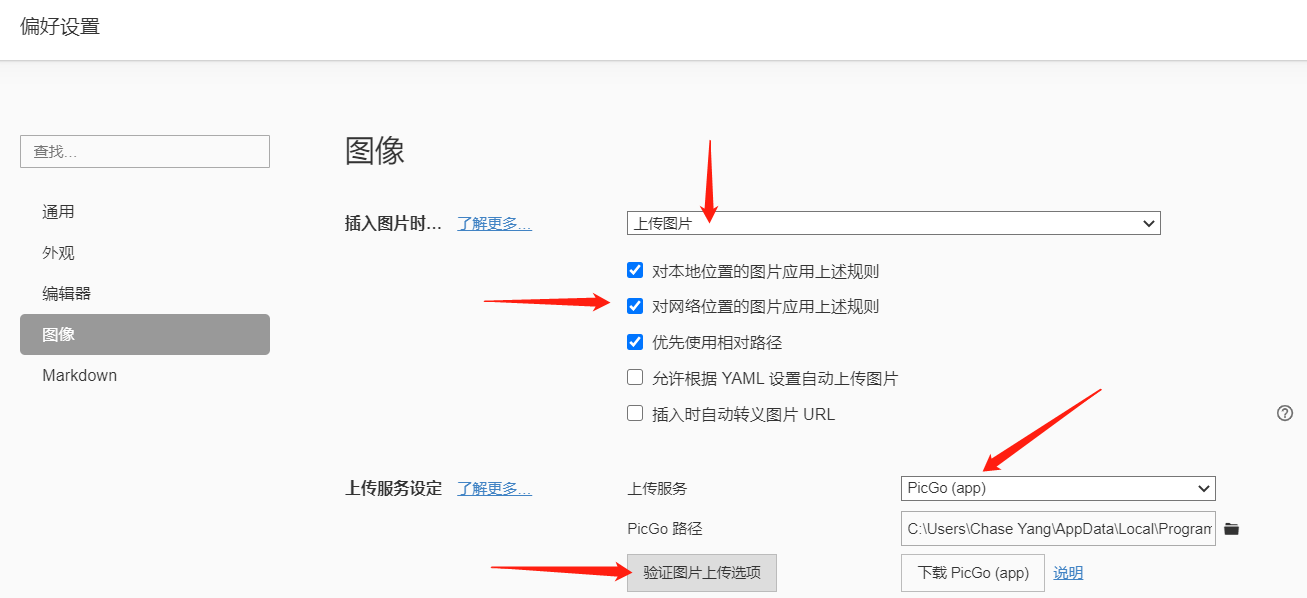 偏好设置
查找...
通用
外观
编辑器
图像
Markdown
图像
插入图片时... 了解更多... 上传图片
对本地位置的图片应用上述规则
对网络位置的图片应用上述规则
优先使用相对路径
允许根据 YAML 设置自动上传图片
插入时自动转义图片 URL
上传服务设定 了解更多... 上传服务 PicGo (app)
PicGo 路径 C:\Users\Chase Yang\AppData\Local\Program
验证图片上传选项 下载 PicGo (app) 说明